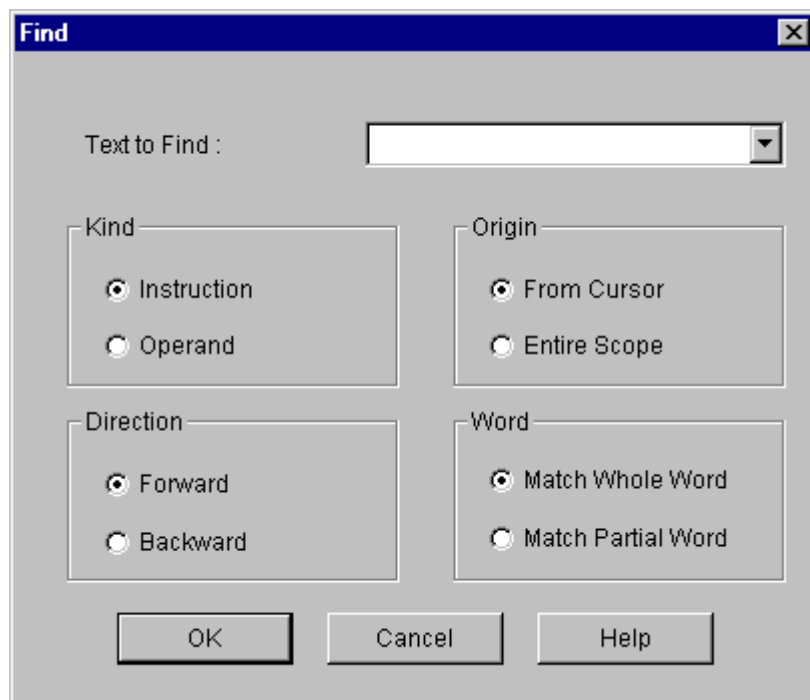 Find
Text to Find :
Kind
Instruction
Operand
Origin
From Cursor
Entire Scope
Direction
Forward
Backward
Word
Match Whole Word
Match Partial Word
OK
Cancel
Help